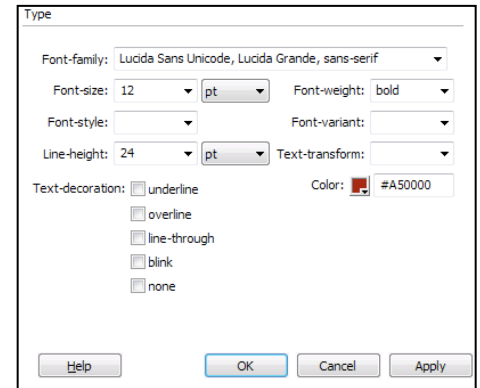 Type
Font-family: Lucida Sans Unicode, Lucida Grande, sans-serif
Font-size: 12 pt Font-weight: bold
Font-style: Font-variant:
Line-height: 24 pt Text-transform:
Text-decoration: underline Color: #A50000
overline
line-through
blink
none
Help OK Cancel Apply